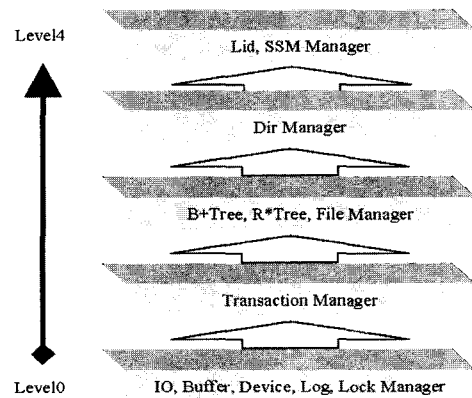 Level4
Lid, SSM Manager
Dir Manager
B+Tree, R*Tree, File Manager
Transaction Manager
Level0
IO, Buffer, Device, Log, Lock Manager